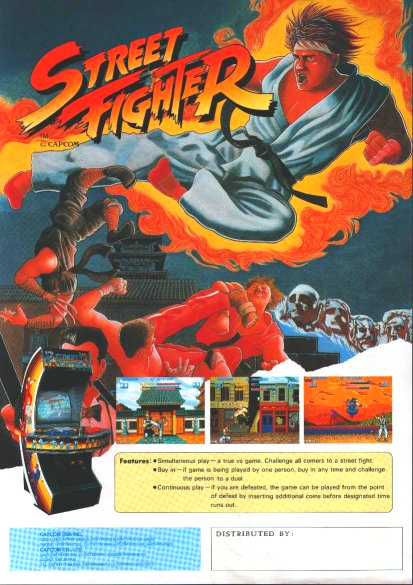 STREET
FIGHTER
TM
© CAPCOM
Features: • Simultaneous play — a true vs game. Challenge all comers to a street fight.
• Buy in — if game is being played by one person, buy in any time and challenge
the person to a dual.
• Continuous play — if you are defeated, the game can be played from the point
of defeat by inserting additional coins before designated time
runs out.
CAPCOM USA INC.
CAPCOM CO., LTD.
DISTRIBUTED BY: